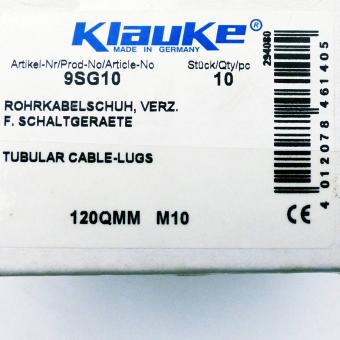 Klauke®
MADE IN GERMANY
Artikel-Nr/Prod-No/Article-No Stück/Qty/pc
9SG10 10
ROHRKABELSCHUH, VERZ.
F. SCHALTGERAETE
TUBULAR CABLE-LUGS
120QMM M10
294080
4 012078 461405
CE